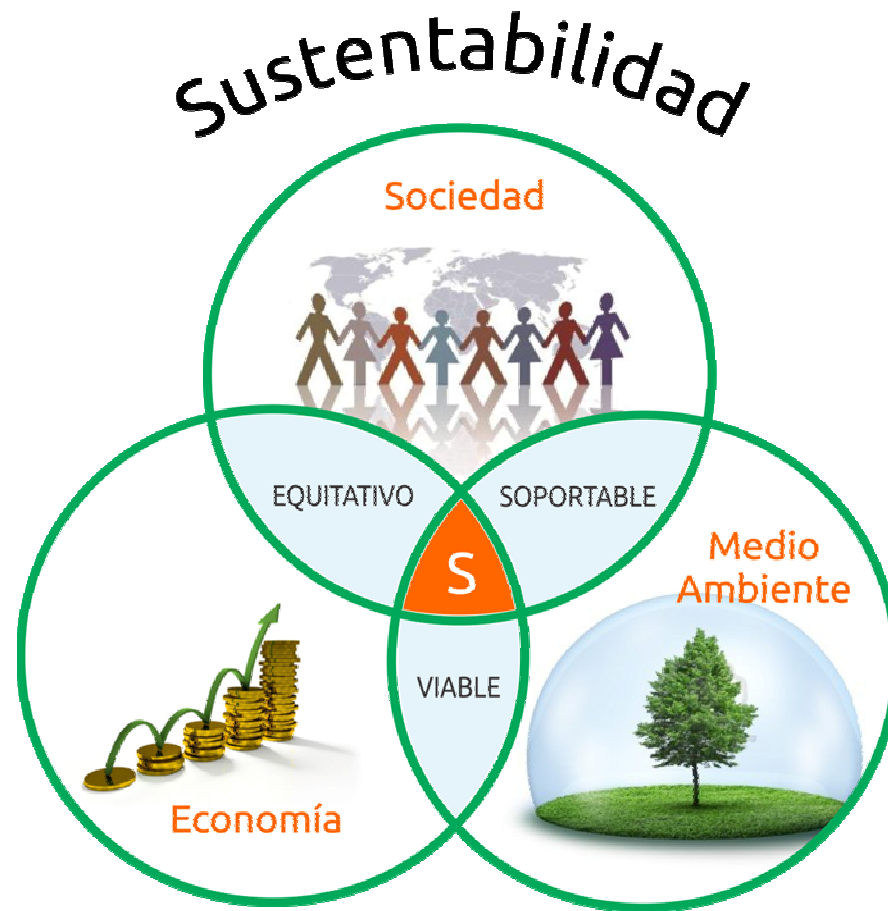 Sustentabilidad
Sociedad
EQUITATIVO
SOPORTABLE
S
Medio
Ambiente
VIABLE
Economía